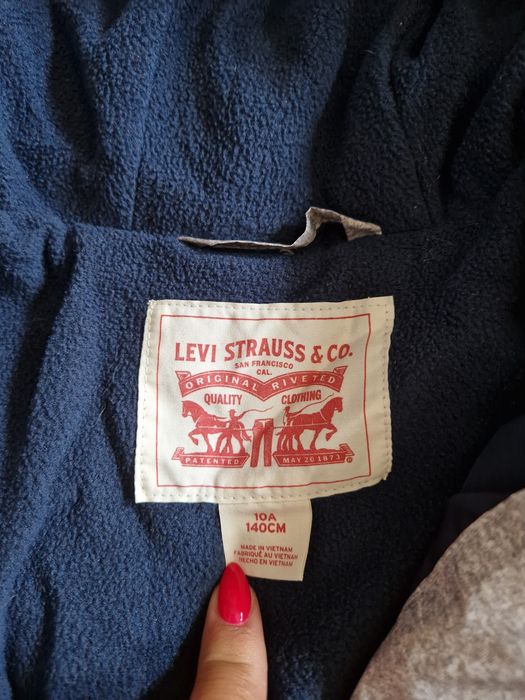 LEVI STRAUSS & CO.
SAN FRANCISCO
CAL.
ORIGINAL RIVETED
QUALITY CLOTHING
PATENTED MAY 20 1873
®
10A
140CM
MADE IN VIETNAM
FABRIQUÉ AU VIETNAM
HECHO EN VIETNAM